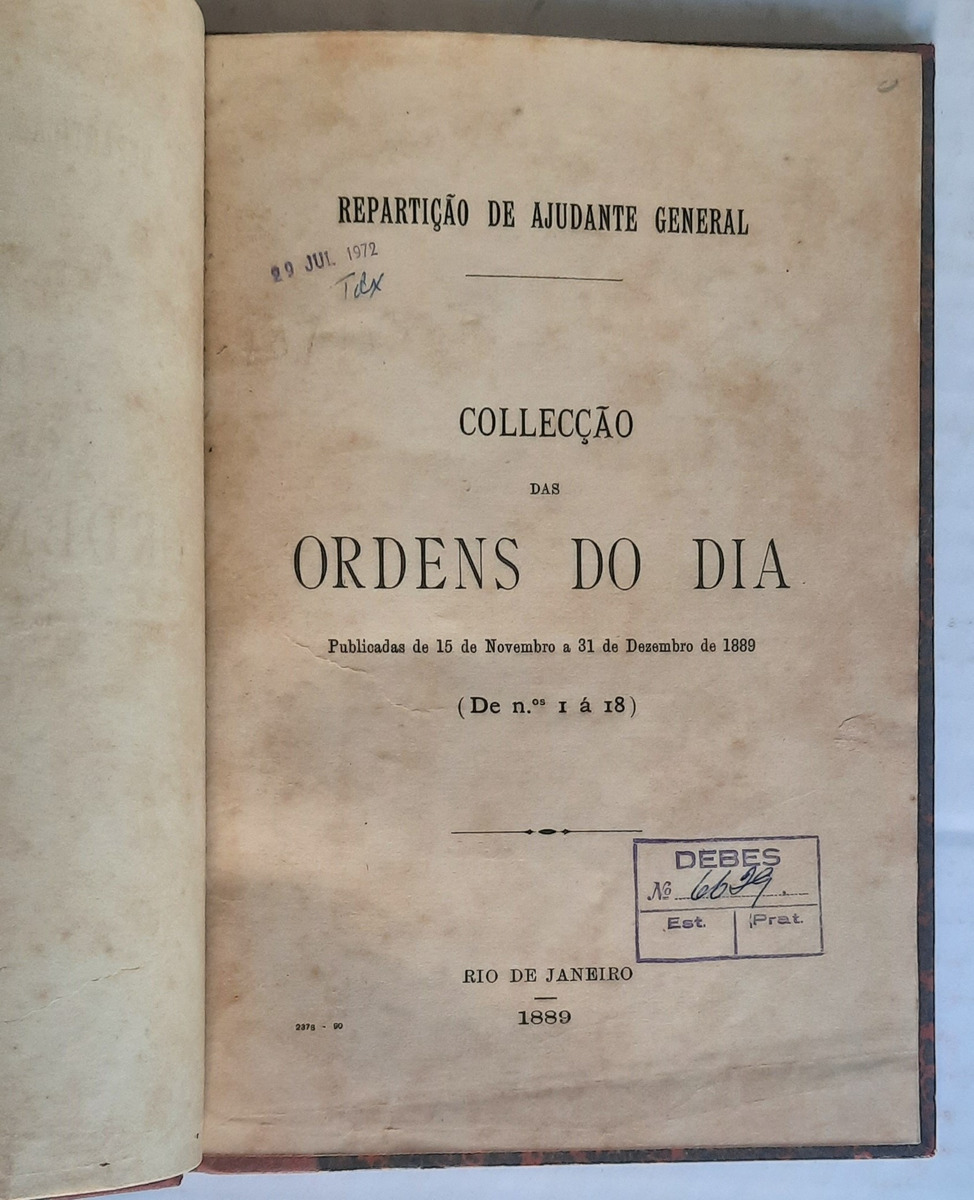 REPARTIÇÃO DE AJUDANTE GENERAL
29 JUL 1972
COLLECÇÃO
DAS
ORDENS DO DIA
Publicadas de 15 de Novembro a 31 de Dezembro de 1889
(De n.ᵒˢ 1 á 18)
DEBES
Nº 6629.
Est. Prat.
RIO DE JANEIRO
1889